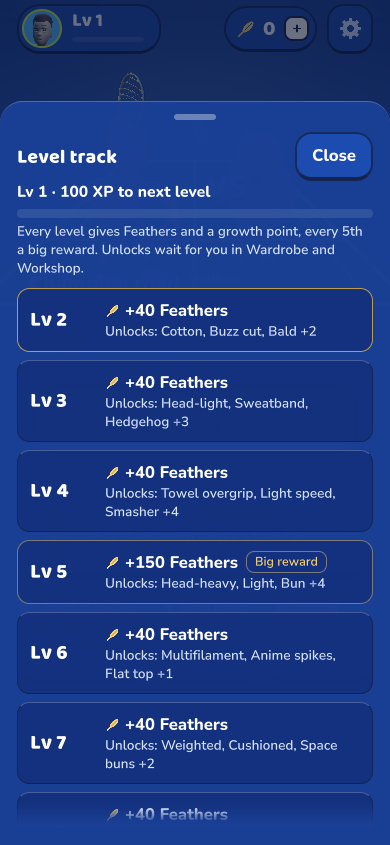 Lv 1
0
+
Level track
Close
Lv 1 · 100 XP to next level
Every level gives Feathers and a growth point, every 5th
a big reward. Unlocks wait for you in Wardrobe and
Workshop.
Lv 2
+40 Feathers
Unlocks: Cotton, Buzz cut, Bald +2
Lv 3
+40 Feathers
Unlocks: Head-light, Sweatband,
Hedgehog +3
Lv 4
+40 Feathers
Unlocks: Towel overgrip, Light speed,
Smasher +4
Lv 5
+150 Feathers
Big reward
Unlocks: Head-heavy, Light, Bun +4
Lv 6
+40 Feathers
Unlocks: Multifilament, Anime spikes,
Flat top +1
Lv 7
+40 Feathers
Unlocks: Weighted, Cushioned, Space
buns +2
+40 Feathers